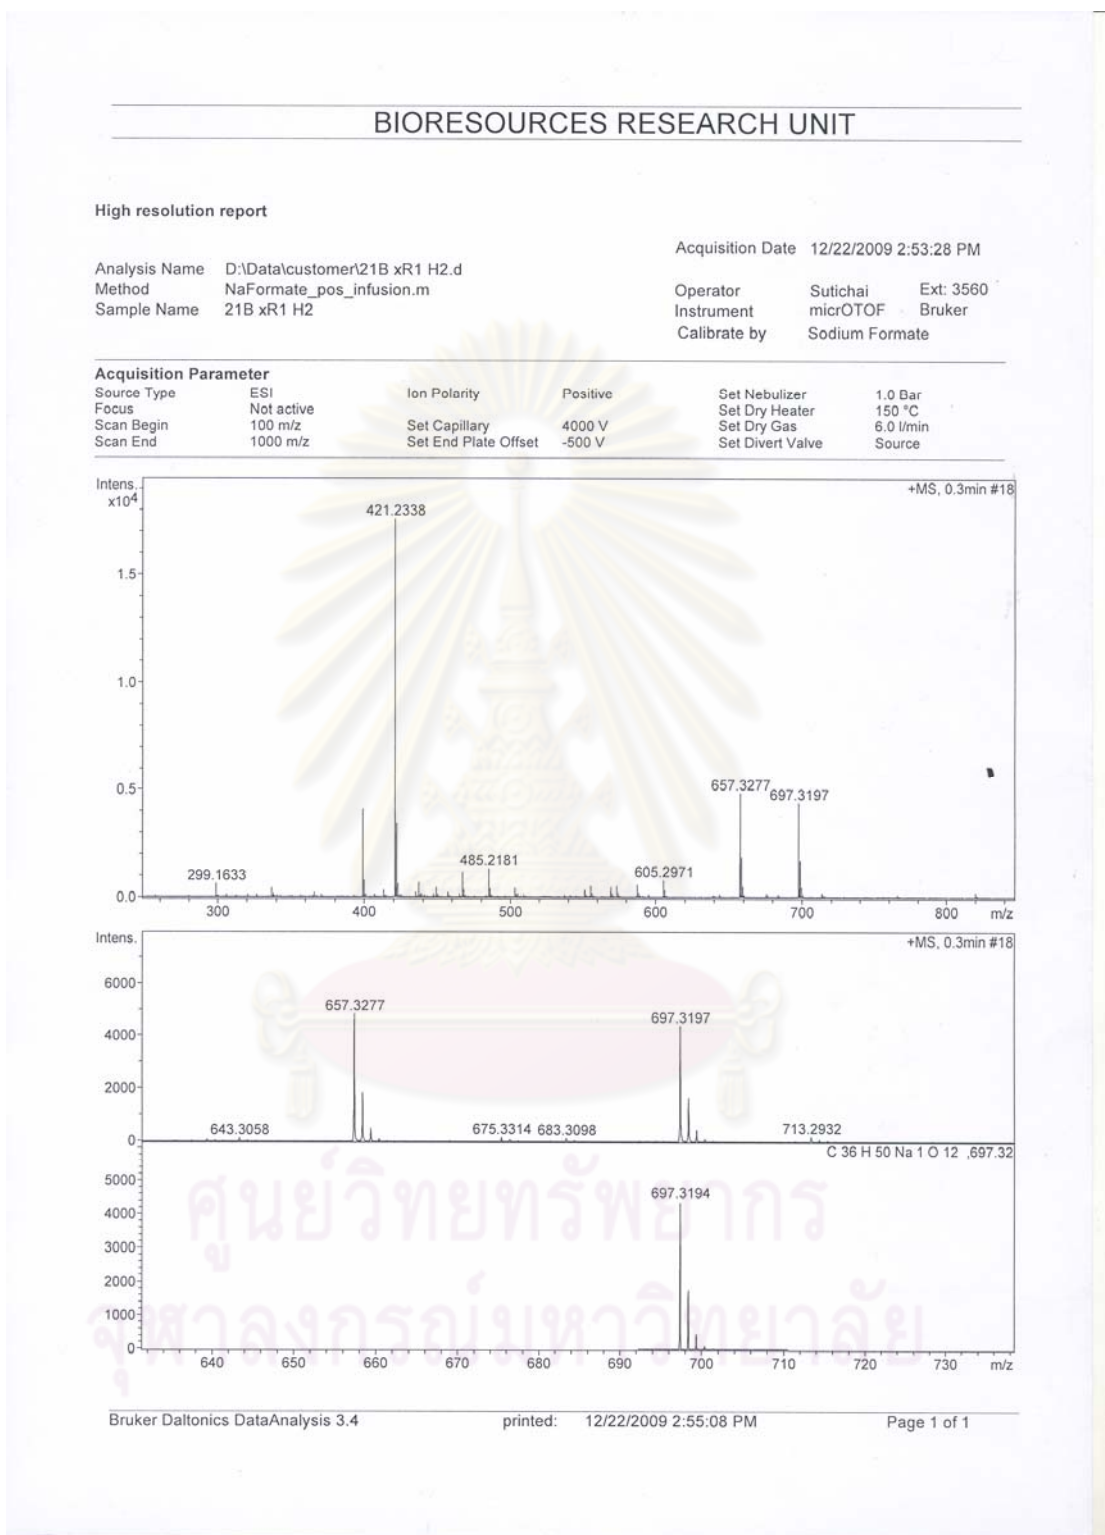 BIORESOURCES RESEARCH UNIT
High resolution report
Acquisition Date 12/22/2009 2:53:28 PM
Analysis Name D:\Data\customer\21B xR1 H2.d
Method NaFormate_pos_infusion.m Operator Sutichai Ext: 3560
Sample Name 21B xR1 H2 Instrument micrOTOF Bruker
Calibrate by Sodium Formate
Acquisition Parameter
Source Type ESI Ion Polarity Positive Set Nebulizer 1.0 Bar
Focus Not active Set Dry Heater 150 °C
Scan Begin 100 m/z Set Capillary 4000 V Set Dry Gas 6.0 l/min
Scan End 1000 m/z Set End Plate Offset -500 V Set Divert Valve Source
Intens. +MS, 0.3min #18
x10⁴
421.2338
1.5
1.0
0.5
657.3277 697.3197
485.2181
299.1633 605.2971
0.0
300 400 500 600 700 800 m/z
Intens. +MS, 0.3min #18
6000
657.3277
697.3197
4000
2000
643.3058 675.3314 683.3098 713.2932
0
C 36 H 50 Na 1 O 12 ,697.32
5000
697.3194
4000
3000
2000
1000
0
640 650 660 670 680 690 700 710 720 730 m/z
ศูนย์วิทยทรัพยากร
จุฬาลงกรณ์มหาวิทยาลัย
Bruker Daltonics DataAnalysis 3.4 printed: 12/22/2009 2:55:08 PM Page 1 of 1